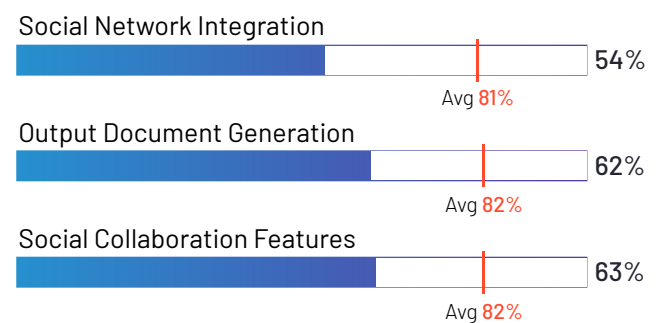 Social Network Integration
54%
Avg 81%
Output Document Generation
62%
Avg 82%
Social Collaboration Features
63%
Avg 82%